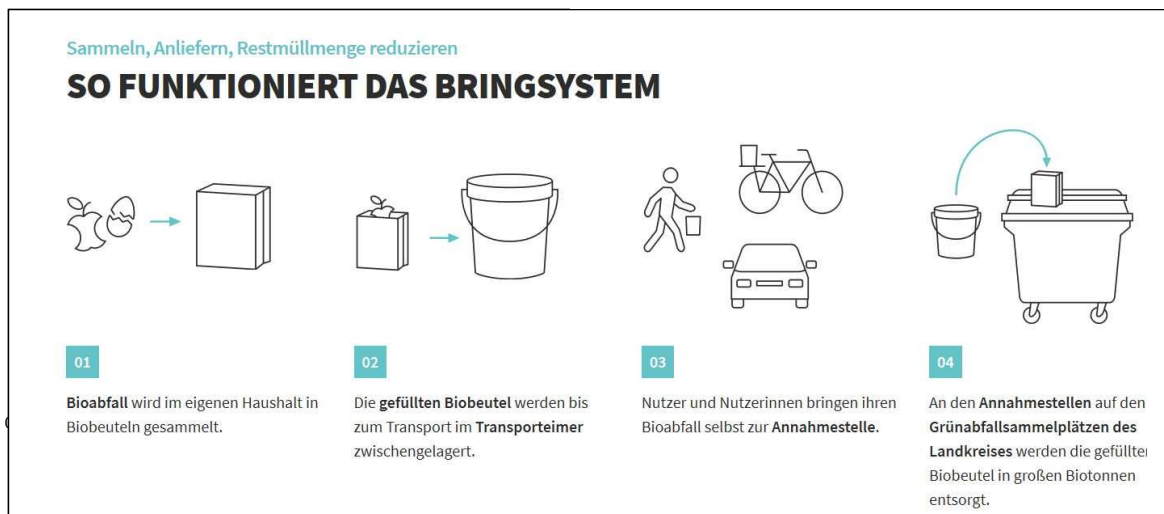 Sammeln, Anliefern, Restmüllmenge reduzieren
SO FUNKTIONIERT DAS BRINGSYSTEM
01
Bioabfall wird im eigenen Haushalt in
Biobeuteln gesammelt.
02
Die gefüllten Biobeutel werden bis
zum Transport im Transporteimer
zwischengelagert.
03
Nutzer und Nutzerinnen bringen ihren
Bioabfall selbst zur Annahmestelle.
04
An den Annahmestellen auf den
Grünabfallsammelplätzen des
Landkreises werden die gefüllten
Biobeutel in großen Biotonnen
entsorgt.